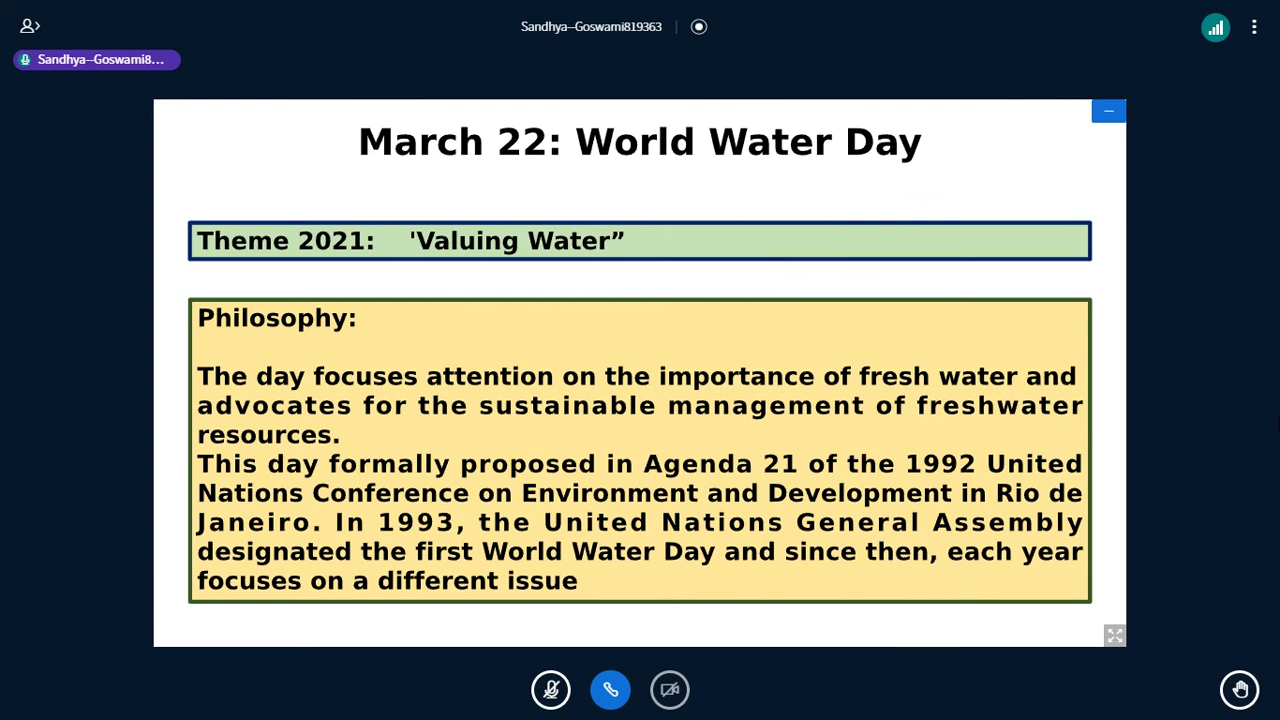 Sandhya--Goswami819363
Sandhya--Goswami8...
March 22: World Water Day
Theme 2021: 'Valuing Water”
Philosophy:
The day focuses attention on the importance of fresh water and
advocates for the sustainable management of freshwater
resources.
This day formally proposed in Agenda 21 of the 1992 United
Nations Conference on Environment and Development in Rio de
Janeiro. In 1993, the United Nations General Assembly
designated the first World Water Day and since then, each year
focuses on a different issue